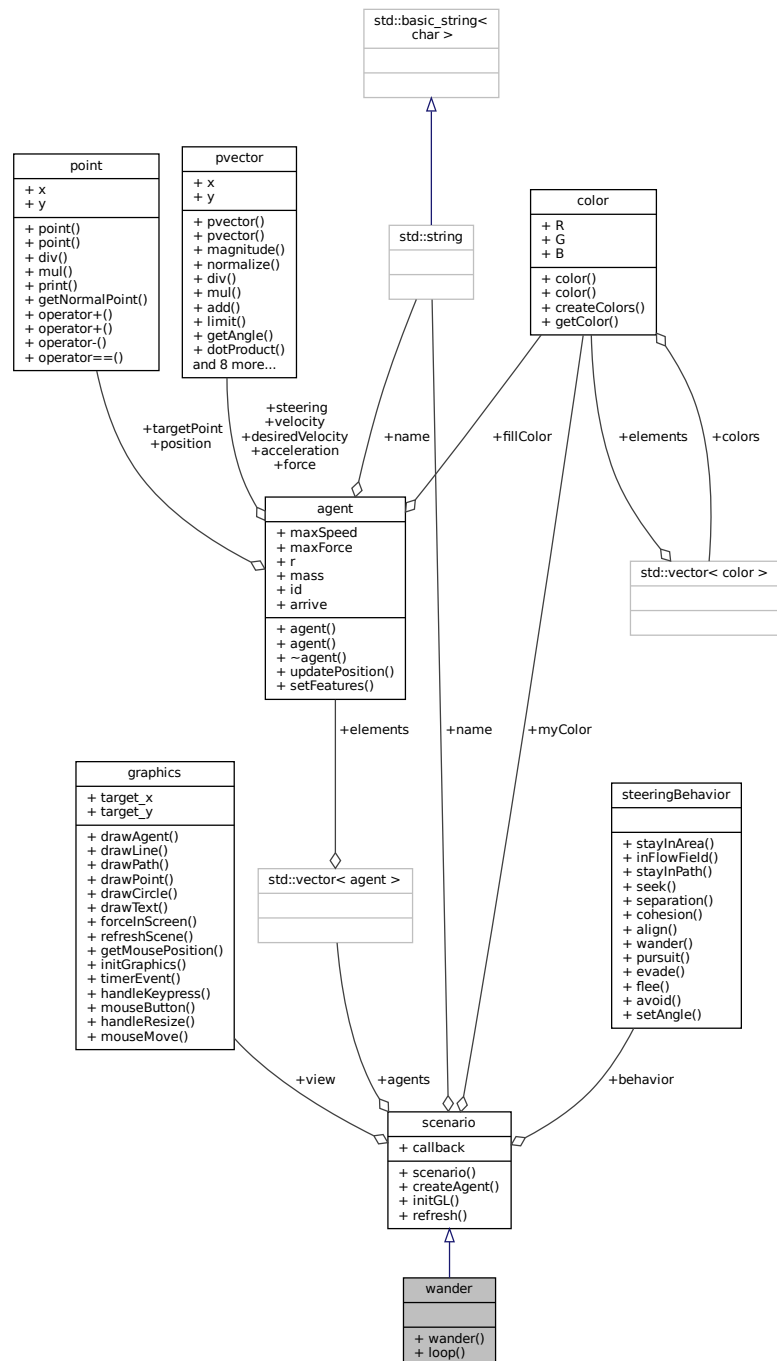 std::basic_string<
char >
point
+ x
+ y
+ point()
+ point()
+ div()
+ mul()
+ print()
+ getNormalPoint()
+ operator+()
+ operator+()
+ operator-()
+ operator==()
pvector
+ x
+ y
+ pvector()
+ pvector()
+ magnitude()
+ normalize()
+ div()
+ mul()
+ add()
+ limit()
+ getAngle()
+ dotProduct()
and 8 more...
std::string
color
+ R
+ G
+ B
+ color()
+ color()
+ createColors()
+ getColor()
+targetPoint
+position
+steering
+velocity
+desiredVelocity
+acceleration
+force
+name
+fillColor
+elements
+colors
agent
+ maxSpeed
+ maxForce
+ r
+ mass
+ id
+ arrive
+ agent()
+ agent()
+ ~agent()
+ updatePosition()
+ setFeatures()
std::vector< color >
+elements
+name
+myColor
graphics
+ target_x
+ target_y
+ drawAgent()
+ drawLine()
+ drawPath()
+ drawPoint()
+ drawCircle()
+ drawText()
+ forceInScreen()
+ refreshScene()
+ getMousePosition()
+ initGraphics()
+ timerEvent()
+ handleKeypress()
+ mouseButton()
+ handleResize()
+ mouseMove()
std::vector< agent >
steeringBehavior
+ stayInArea()
+ inFlowField()
+ stayInPath()
+ seek()
+ separation()
+ cohesion()
+ align()
+ wander()
+ pursuit()
+ evade()
+ flee()
+ avoid()
+ setAngle()
+view
+agents
+behavior
scenario
+ callback
+ scenario()
+ createAgent()
+ initGL()
+ refresh()
wander
+ wander()
+ loop()